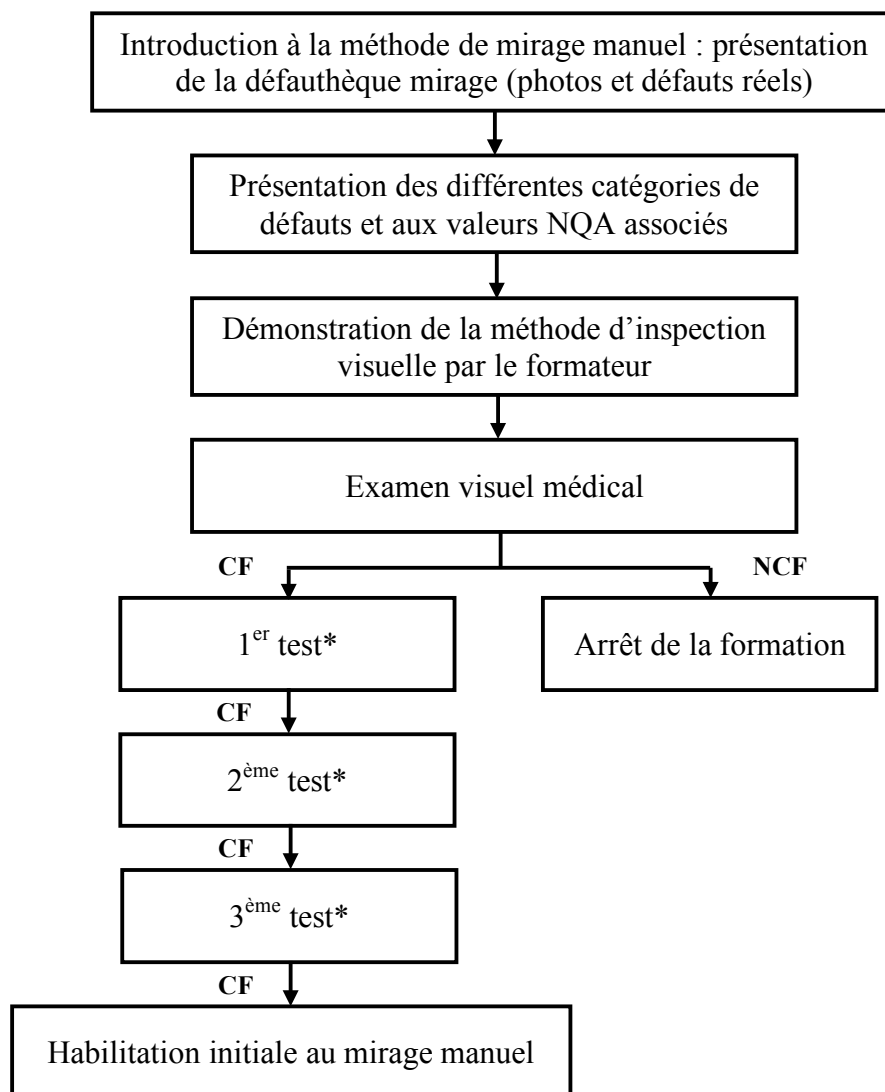 Introduction à la méthode de mirage manuel : présentation
de la défauthèque mirage (photos et défauts réels)
Présentation des différentes catégories de
défauts et aux valeurs NQA associés
Démonstration de la méthode d’inspection
visuelle par le formateur
Examen visuel médical
CF
NCF
1er test*
Arrêt de la formation
CF
2ème test*
CF
3ème test*
CF
Habilitation initiale au mirage manuel